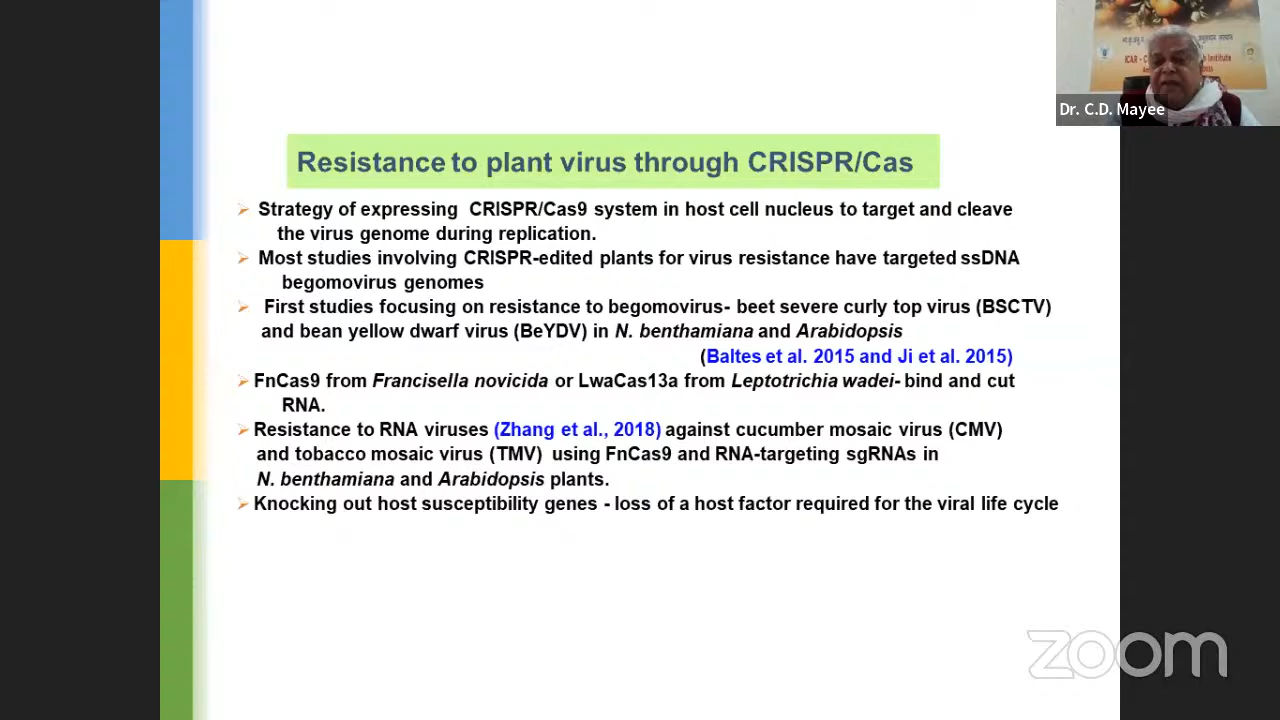 Resistance to plant virus through CRISPR/Cas
Strategy of expressing CRISPR/Cas9 system in host cell nucleus to target and cleave
the virus genome during replication.
Most studies involving CRISPR-edited plants for virus resistance have targeted ssDNA
begomovirus genomes
First studies focusing on resistance to begomovirus- beet severe curly top virus (BSCTV)
and bean yellow dwarf virus (BeYDV) in N. benthamiana and Arabidopsis
(Baltes et al. 2015 and Ji et al. 2015)
FnCas9 from Francisella novicida or LwaCas13a from Leptotrichia wadei- bind and cut
RNA.
Resistance to RNA viruses (Zhang et al., 2018) against cucumber mosaic virus (CMV)
and tobacco mosaic virus (TMV) using FnCas9 and RNA-targeting sgRNAs in
N. benthamiana and Arabidopsis plants.
Knocking out host susceptibility genes - loss of a host factor required for the viral life cycle
ICAR - C
Institute
Dr. C.D. Mayee
zoom